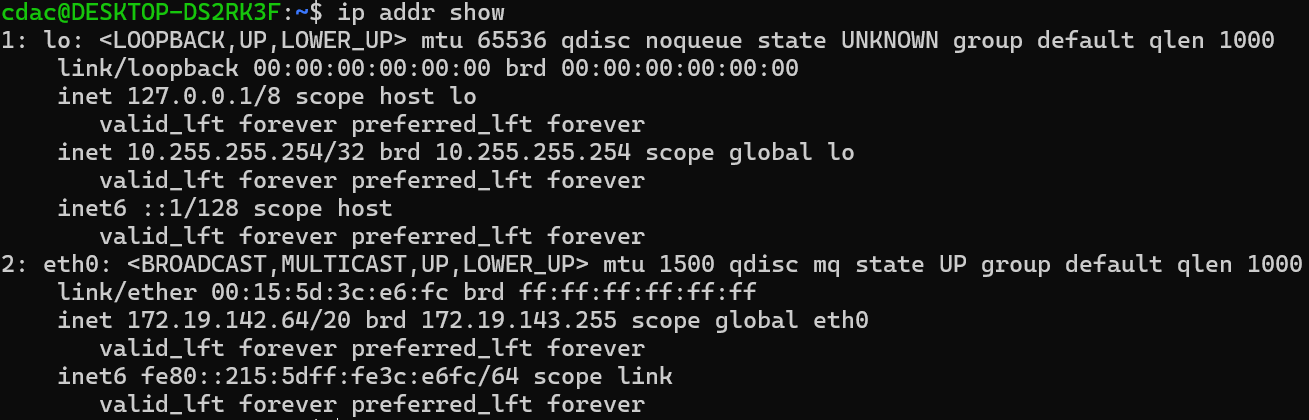 cdac@DESKTOP-DS2RK3F:~$ ip addr show
1: lo: <LOOPBACK,UP,LOWER_UP> mtu 65536 qdisc noqueue state UNKNOWN group default qlen 1000
    link/loopback 00:00:00:00:00:00 brd 00:00:00:00:00:00
    inet 127.0.0.1/8 scope host lo
       valid_lft forever preferred_lft forever
    inet 10.255.255.254/32 brd 10.255.255.254 scope global lo
       valid_lft forever preferred_lft forever
    inet6 ::1/128 scope host
       valid_lft forever preferred_lft forever
2: eth0: <BROADCAST,MULTICAST,UP,LOWER_UP> mtu 1500 qdisc mq state UP group default qlen 1000
    link/ether 00:15:5d:3c:e6:fc brd ff:ff:ff:ff:ff:ff
    inet 172.19.142.64/20 brd 172.19.143.255 scope global eth0
       valid_lft forever preferred_lft forever
    inet6 fe80::215:5dff:fe3c:e6fc/64 scope link
       valid_lft forever preferred_lft forever